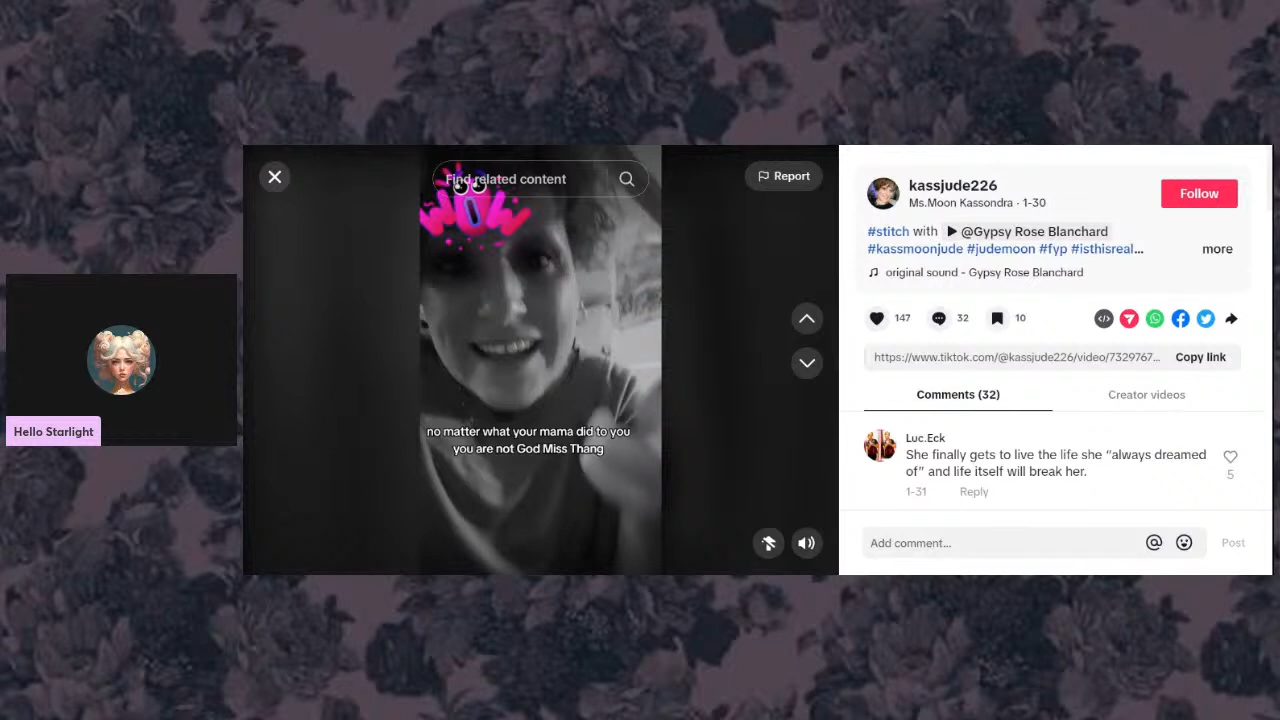 Hello Starlight
Find related content
WOW
Report
no matter what your mama did to you
you are not God Miss Thang
kassjude226
Ms.Moon Kassondra · 1-30
Follow
#stitch with ▶ @Gypsy Rose Blanchard
#kassmoonjude #judemoon #fyp #isthisreal...
more
original sound - Gypsy Rose Blanchard
147
32
10
https://www.tiktok.com/@kassjude226/video/7329767...
Copy link
Comments (32)
Creator videos
Luc.Eck
She finally gets to live the life she “always dreamed
of” and life itself will break her.
5
1-31
Reply
Add comment...
Post